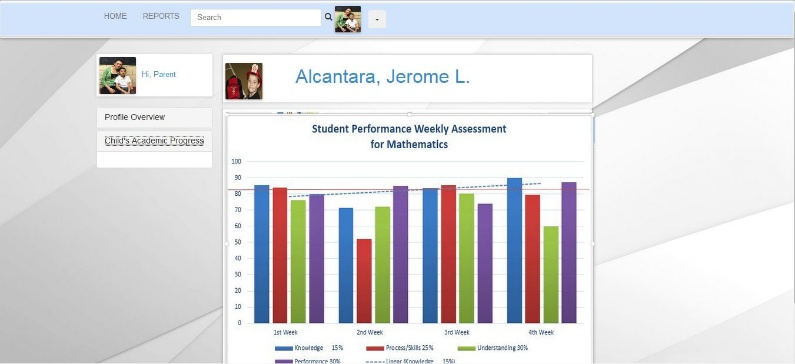 HOME REPORTS Search
Hi, Parent
Alcantara, Jerome L.
Profile Overview
Child's Academic Progress
Student Performance Weekly Assessment
for Mathematics
100
90
80
70
60
50
40
30
20
10
0
1st Week 2nd Week 3rd Week 4th Week
Knowledge 15% Process/Skills 25% Understanding 30%
Performance 30% Linear (Knowledge 15%)